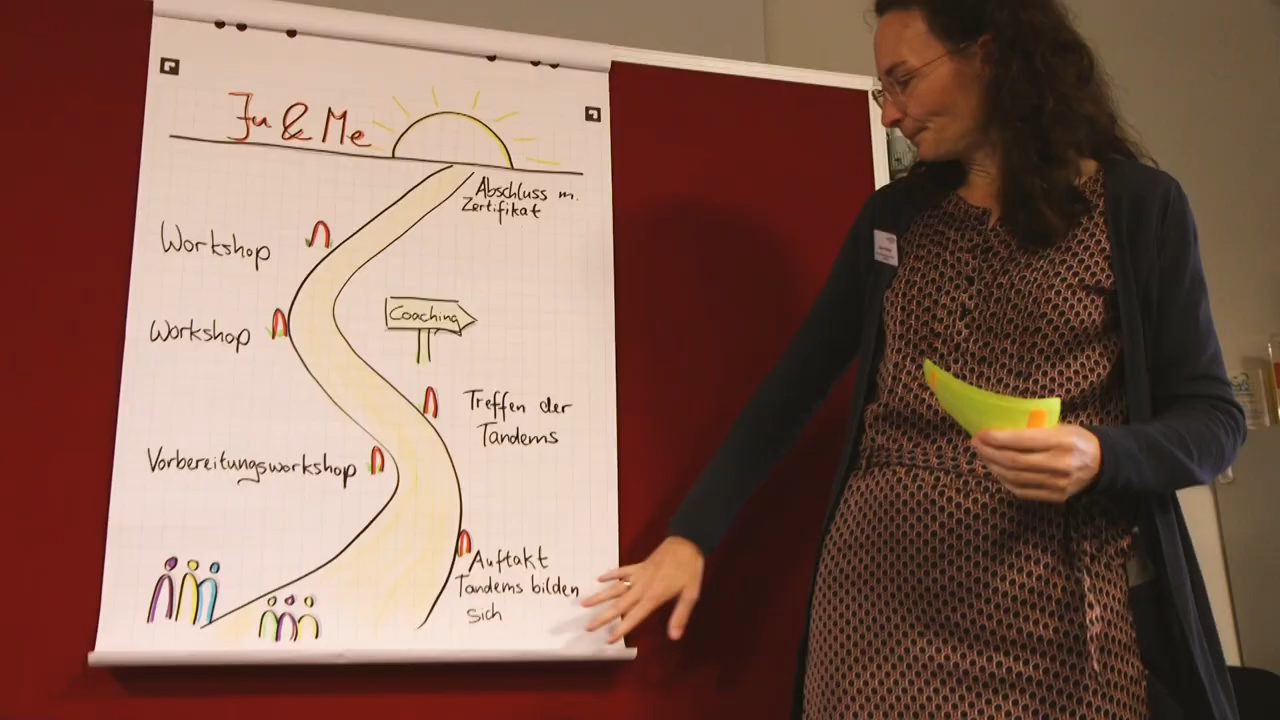 Ju & Me
Abschluss m.
Zertifikat
Workshop
Coaching
Workshop
Treffen der
Tandems
Vorbereitungsworkshop
Auftakt
Tandems bilden
sich